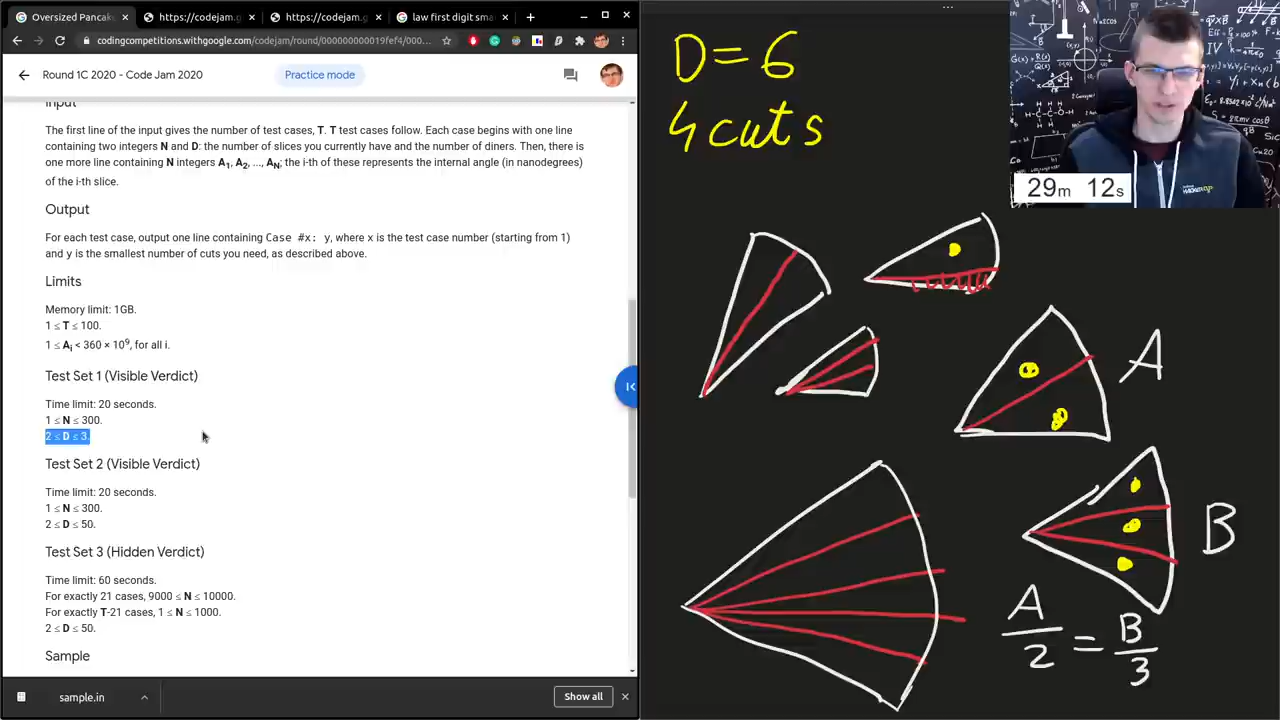 Oversized Pancak
https://codejam.g
https://codejam.g
law first digit sma
codingcompetitions.withgoogle.com/codejam/round/000000000019fef4/000...
Round 1C 2020 - Code Jam 2020
Practice mode
Input
The first line of the input gives the number of test cases, T. T test cases follow. Each case begins with one line
containing two integers N and D: the number of slices you currently have and the number of diners. Then, there is
one more line containing N integers A1, A2, ..., AN; the i-th of these represents the internal angle (in nanodegrees)
of the i-th slice.
Output
For each test case, output one line containing Case #x: y, where x is the test case number (starting from 1)
and y is the smallest number of cuts you need, as described above.
Limits
Memory limit: 1GB.
1 ≤ T ≤ 100.
1 ≤ Ai < 360 × 10⁹, for all i.
Test Set 1 (Visible Verdict)
Time limit: 20 seconds.
1 ≤ N ≤ 300.
2 ≤ D ≤ 3.
Test Set 2 (Visible Verdict)
Time limit: 20 seconds.
1 ≤ N ≤ 300.
2 ≤ D ≤ 50.
Test Set 3 (Hidden Verdict)
Time limit: 60 seconds.
For exactly 21 cases, 9000 ≤ N ≤ 10000.
For exactly T-21 cases, 1 ≤ N ≤ 1000.
2 ≤ D ≤ 50.
Sample
sample.in
Show all
D=6
4 cuts
A
B
A/2 = B/3
29m 12s